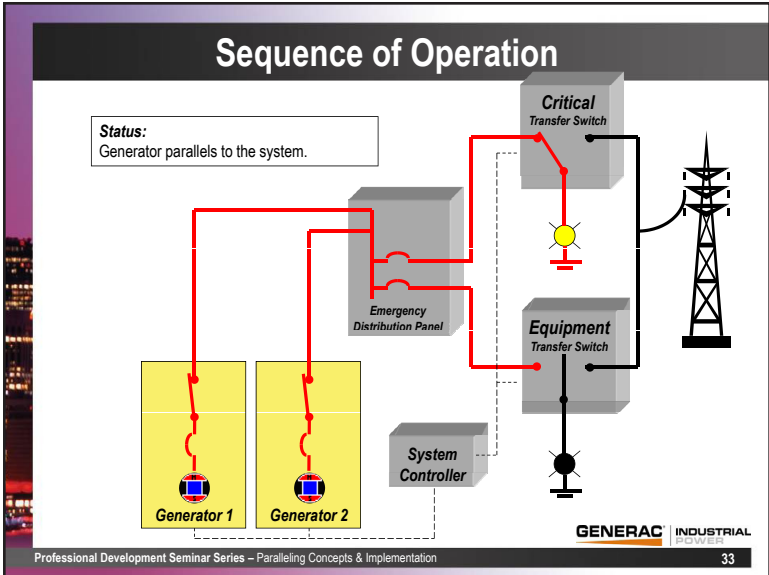 Sequence of Operation
Status:
Generator parallels to the system.
Critical
Transfer Switch
Emergency
Distribution Panel
Equipment
Transfer Switch
System
Controller
Generator 1
Generator 2
GENERAC INDUSTRIAL
POWER
Professional Development Seminar Series – Paralleling Concepts & Implementation
33